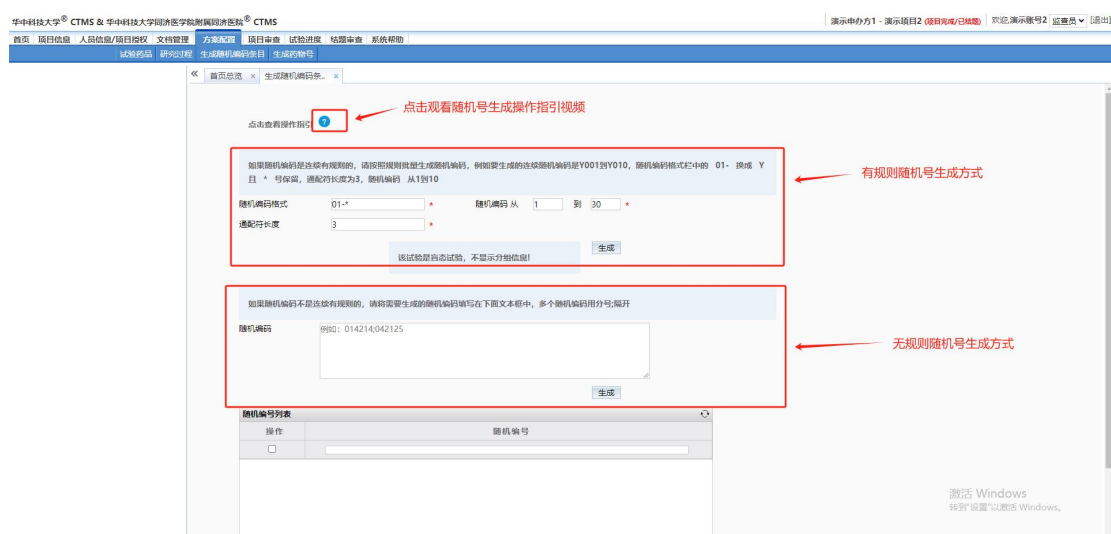 华中科技大学® CTMS & 华中科技大学同济医学院附属同济医院® CTMS
演示申办方1 - 演示项目2 (项目完成/已结题) 欢迎,演示账号2 监查员 [退出]
首页 项目信息 人员信息/项目授权 文档管理 方案配置 项目审查 试验进度 结题审查 系统帮助
试验药品 研究过程 生成随机编码条目 生成药物号
« 首页总览 × 生成随机编码条.. ×
点击查看操作指引 ?
点击观看随机号生成操作指引视频
如果随机编码是连续有规则的，请按照规则批量生成随机编码，例如要生成的连续随机编码是Y001到Y010，随机编码格式栏中的 01- 换成 Y
且 * 号保留，通配符长度为3，随机编码 从1到10
有规则随机号生成方式
随机编码格式 01-* * 随机编码 从 1 到 30 *
通配符长度 3 *
生成
该试验是盲态试验，不显示分组信息!
如果随机编码不是连续有规则的，请将需要生成的随机编码填写在下面文本框中，多个随机编码用分号;隔开
随机编码 例如：014214;042125
无规则随机号生成方式
生成
随机编号列表
操作 随机编号
激活 Windows
转到"设置"以激活 Windows。